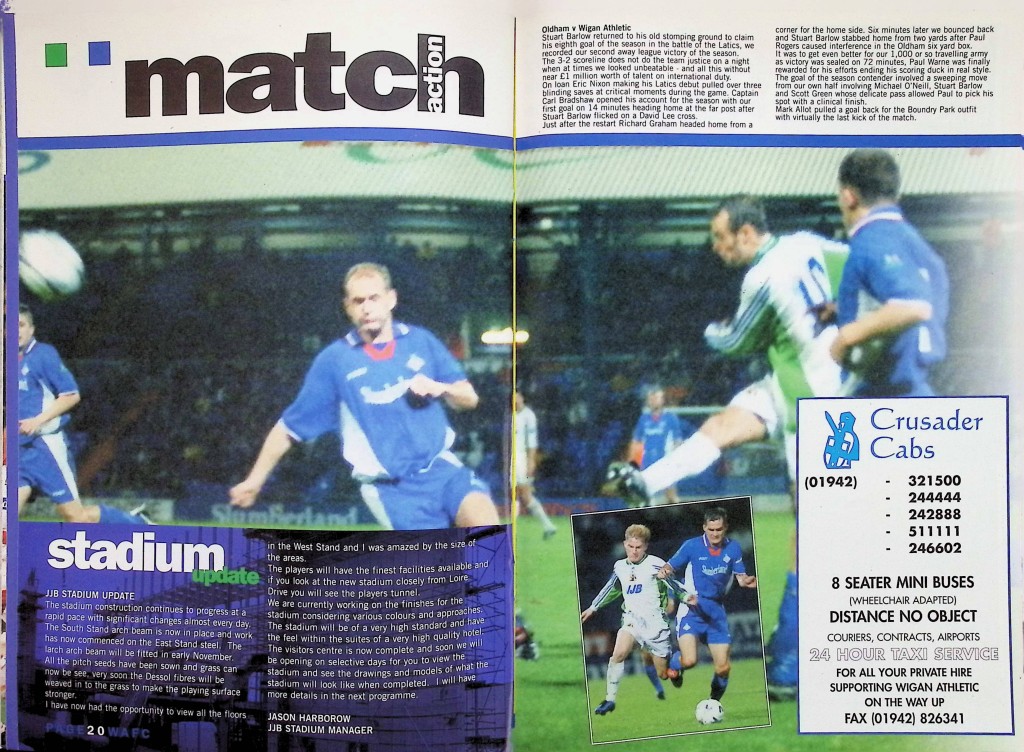 match
action
Oldham v Wigan Athletic
Stuart Barlow returned to his old stomping ground to claim
his eighth goal of the season in the battle of the Latics, we
recorded our second away league victory of the season.
The 3-2 scoreline does not do the team justice on a night
when at times we looked unbeatable - and all this without
near £1 million worth of talent on international duty.
On loan Eric Nixon making his Latics debut pulled over three
blinding saves at critical moments during the game. Captain
Carl Bradshaw opened his account for the season with our
first goal on 14 minutes heading home at the far post after
Stuart Barlow flicked on a David Lee cross.
Just after the restart Richard Graham headed home from a
corner for the home side. Six minutes later we bounced back
and Stuart Barlow stabbed home from two yards after Paul
Rogers caused interference in the Oldham six yard box.
It was to get even better for our 1,000 or so travelling army
as victory was sealed on 72 minutes, Paul Warne was finally
rewarded for his efforts ending his scoring duck in real style.
The goal of the season contender involved a sweeping move
from our own half involving Michael O'Neill, Stuart Barlow
and Scott Green whose delicate pass allowed Paul to pick his
spot with a clinical finish.
Mark Allot pulled a goal back for the Boundry Park outfit
with virtually the last kick of the match.
Slumberland
stadium
update
JJB STADIUM UPDATE
The stadium construction continues to progress at a
rapid pace with significant changes almost every day.
The South Stand arch beam is now in place and work
has now commenced on the East Stand steel. The
larch arch beam will be fitted in early November.
All the pitch seeds have been sown and grass can
now be see, very soon the Dessol fibres will be
weaved in to the grass to make the playing surface
stronger.
I have now had the opportunity to view all the floors
in the West Stand and I was amazed by the size of
the areas.
The players will have the finest facilities available and
if you look at the new stadium closely from Loire
Drive you will see the players tunnel.
We are currently working on the finishes for the
stadium considering various colours and approaches.
The stadium will be of a very high standard and have
the feel within the suites of a very high quality hotel.
The visitors centre is now complete and soon we will
be opening on selective days for you to view the
stadium and see the drawings and models of what the
stadium will look like when completed. I will have
more details in the next programme.
JASON HARBOROW
JJB STADIUM MANAGER
PAGE 20 WAFC
JJB
Crusader
Cabs
(01942) - 321500
- 244444
- 242888
- 511111
- 246602
8 SEATER MINI BUSES
(WHEELCHAIR ADAPTED)
DISTANCE NO OBJECT
COURIERS, CONTRACTS, AIRPORTS
24 HOUR TAXI SERVICE
FOR ALL YOUR PRIVATE HIRE
SUPPORTING WIGAN ATHLETIC
ON THE WAY UP
FAX (01942) 826341